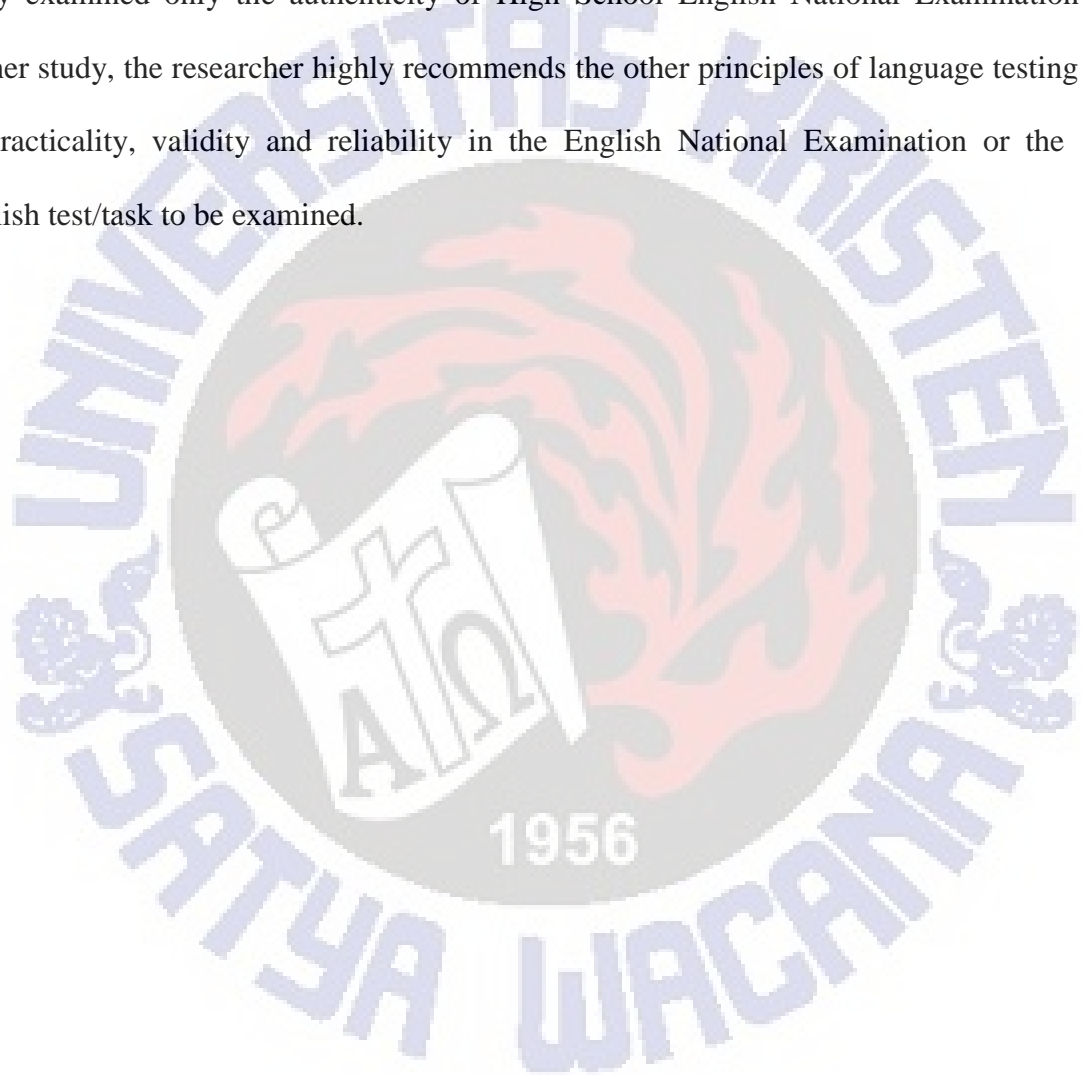 y examined only the authenticity of High School English National Examination
ner study, the researcher highly recommends the other principles of language testing
racticality, validity and reliability in the English National Examination or the
lish test/task to be examined.
UNIVERSITAS KRISTEN
Α Ω
1956
SATYA WACANA